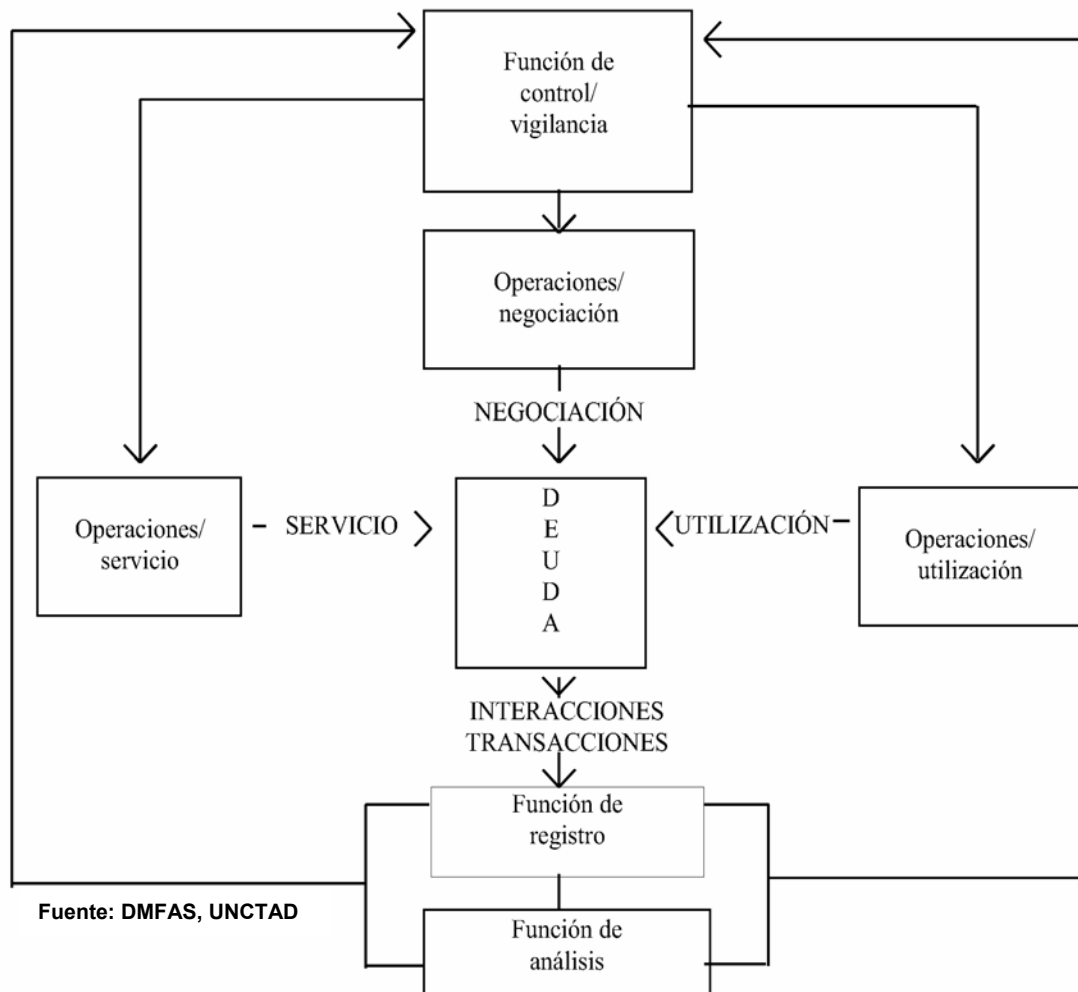 Función de
control/
vigilancia
Operaciones/
negociación
NEGOCIACIÓN
Operaciones/
servicio
SERVICIO
D
E
U
D
A
UTILIZACIÓN
Operaciones/
utilización
INTERACCIONES
TRANSACCIONES
Función de
registro
Fuente: DMFAS, UNCTAD
Función de
análisis